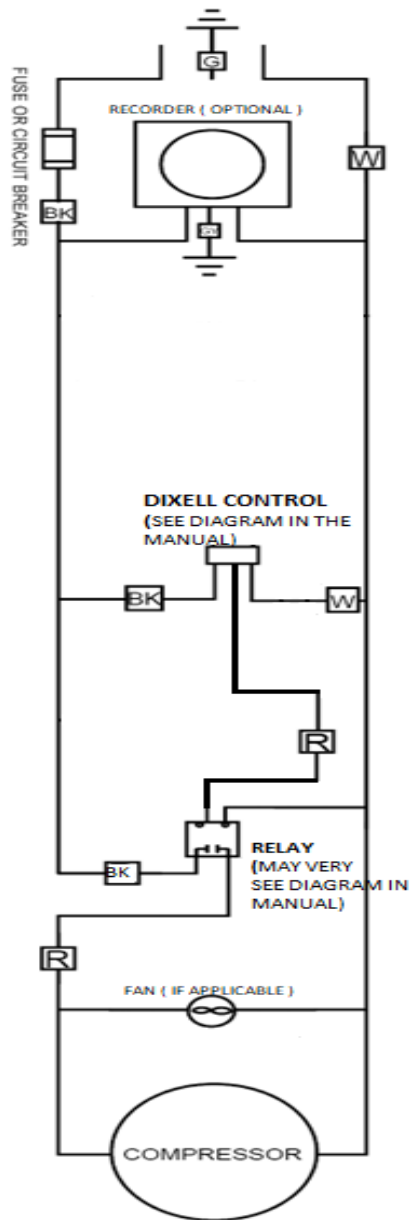 G
FUSE OR CIRCUIT BREAKER
RECORDER ( OPTIONAL )
W
BK
GY
DIXELL CONTROL
(SEE DIAGRAM IN THE
MANUAL)
BK
W
R
RELAY
(MAY VERY
SEE DIAGRAM IN
MANUAL)
BK
R
FAN ( IF APPLICABLE )
COMPRESSOR